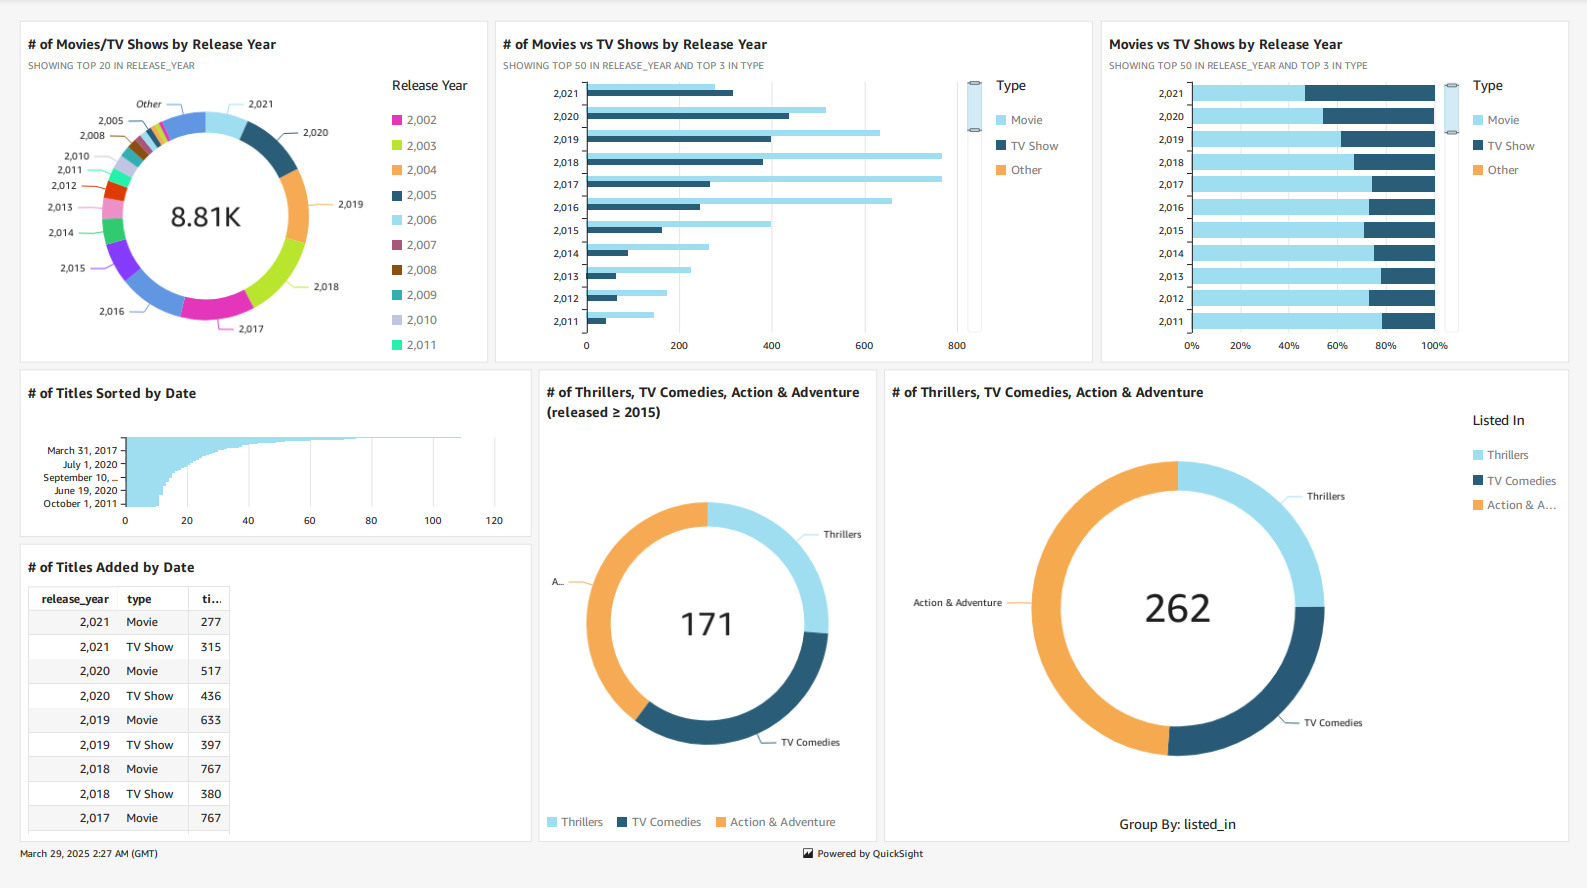 # of Movies/TV Shows by Release Year
SHOWING TOP 20 IN RELEASE_YEAR
Release Year
Other
2,021
2,020
2,019
2,018
2,017
2,016
2,015
2,014
2,013
2,012
2,011
2,010
2,008
2,005
8.81K
2,002
2,003
2,004
2,005
2,006
2,007
2,008
2,009
2,010
2,011
# of Movies vs TV Shows by Release Year
SHOWING TOP 50 IN RELEASE_YEAR AND TOP 3 IN TYPE
2,021
2,020
2,019
2,018
2,017
2,016
2,015
2,014
2,013
2,012
2,011
0 200 400 600 800
Type
Movie
TV Show
Other
Movies vs TV Shows by Release Year
SHOWING TOP 50 IN RELEASE_YEAR AND TOP 3 IN TYPE
2,021
2,020
2,019
2,018
2,017
2,016
2,015
2,014
2,013
2,012
2,011
0% 20% 40% 60% 80% 100%
Type
Movie
TV Show
Other
# of Titles Sorted by Date
March 31, 2017
July 1, 2020
September 10, ...
June 19, 2020
October 1, 2011
0 20 40 60 80 100 120
# of Titles Added by Date
release_year type ti...
2,021 Movie 277
2,021 TV Show 315
2,020 Movie 517
2,020 TV Show 436
2,019 Movie 633
2,019 TV Show 397
2,018 Movie 767
2,018 TV Show 380
2,017 Movie 767
# of Thrillers, TV Comedies, Action & Adventure
(released ≥ 2015)
Thrillers
A...
171
TV Comedies
Thrillers TV Comedies Action & Adventure
# of Thrillers, TV Comedies, Action & Adventure
Listed In
Thrillers
TV Comedies
Action & A...
Thrillers
Action & Adventure
262
TV Comedies
Group By: listed_in
March 29, 2025 2:27 AM (GMT)
Powered by QuickSight